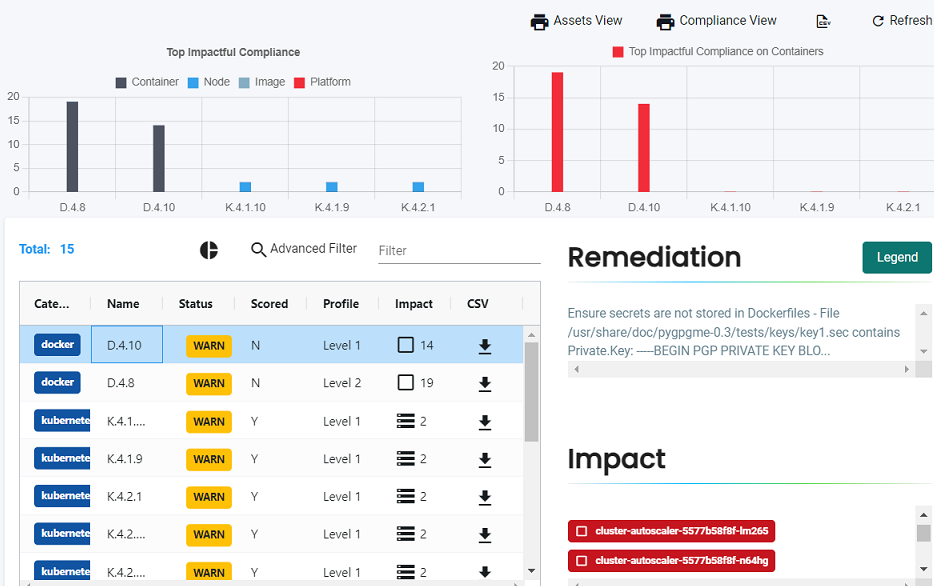 Assets View
Compliance View
CSV
Refresh
Top Impactful Compliance
Container Node Image Platform
20
15
10
5
0
D.4.8 D.4.10 K.4.1.10 K.4.1.9 K.4.2.1
Top Impactful Compliance on Containers
20
15
10
5
0
D.4.8 D.4.10 K.4.1.10 K.4.1.9 K.4.2.1
Total: 15
Advanced Filter
Filter
Cate... Name Status Scored Profile Impact CSV
docker D.4.10 WARN N Level 1 14
docker D.4.8 WARN N Level 2 19
kubernete K.4.1.... WARN Y Level 1 2
kubernete K.4.1.9 WARN Y Level 1 2
kubernete K.4.2.1 WARN Y Level 1 2
kubernete K.4.2.... WARN Y Level 1 2
kubernete K.4.2.... WARN Y Level 1 2
Remediation
Legend
Ensure secrets are not stored in Dockerfiles - File
/usr/share/doc/pygpgme-0.3/tests/keys/key1.sec contains
Private.Key: -----BEGIN PGP PRIVATE KEY BLO...
Impact
cluster-autoscaler-5577b58f8f-lm265
cluster-autoscaler-5577b58f8f-n64hg